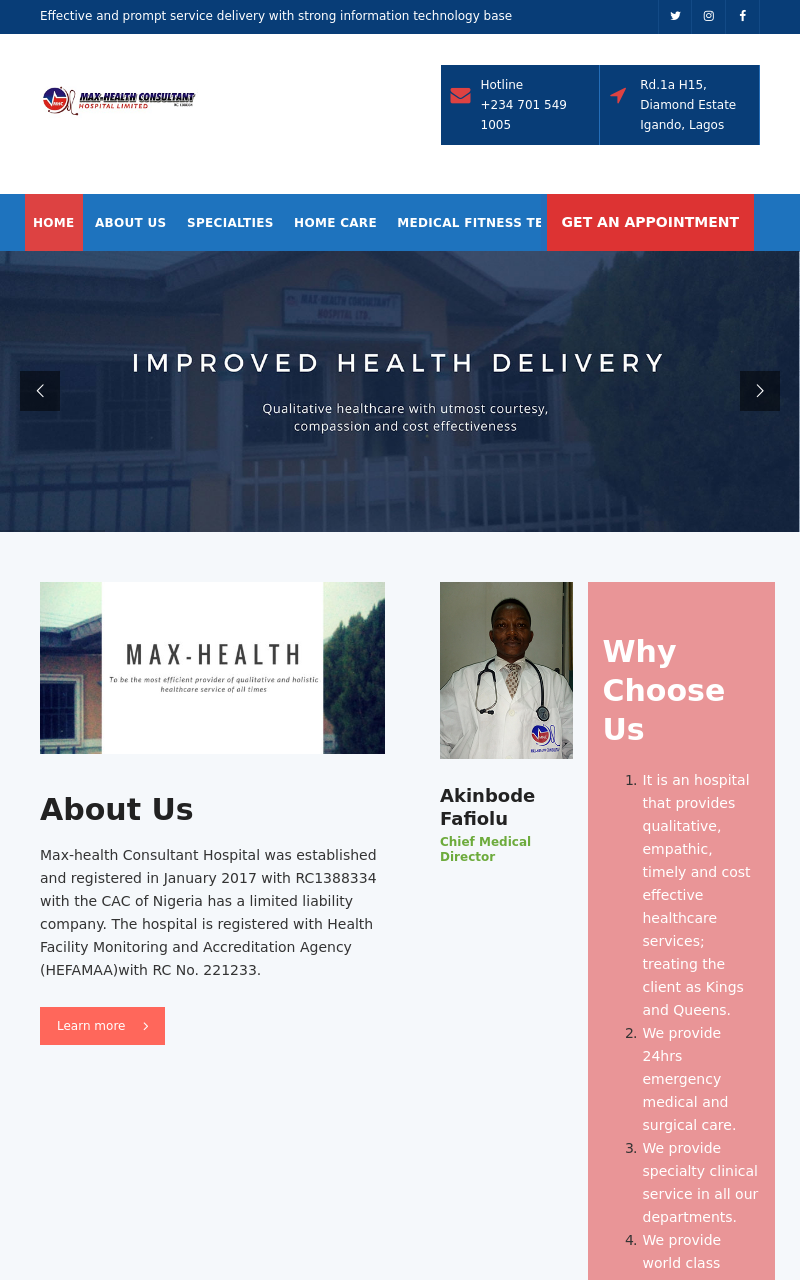 Effective and prompt service delivery with strong information technology base
MAX-HEALTH CONSULTANT
HOSPITAL LIMITED
Hotline
+234 701 549
1005
Rd.1a H15,
Diamond Estate
Igando, Lagos
HOME
ABOUT US
SPECIALTIES
HOME CARE
MEDICAL FITNESS TE
GET AN APPOINTMENT
MAX-HEALTH CONSULTANT
HOSPITAL LTD.
IMPROVED HEALTH DELIVERY
Qualitative healthcare with utmost courtesy,
compassion and cost effectiveness
MAX-HEALTH
To be the most efficient provider of qualitative and holistic
healthcare service of all times
About Us
Max-health Consultant Hospital was established
and registered in January 2017 with RC1388334
with the CAC of Nigeria has a limited liability
company. The hospital is registered with Health
Facility Monitoring and Accreditation Agency
(HEFAMAA)with RC No. 221233.
Learn more
Akinbode
Fafiolu
Chief Medical
Director
Why
Choose
Us
1. It is an hospital
that provides
qualitative,
empathic,
timely and cost
effective
healthcare
services;
treating the
client as Kings
and Queens.
2. We provide
24hrs
emergency
medical and
surgical care.
3. We provide
specialty clinical
service in all our
departments.
4. We provide
world class